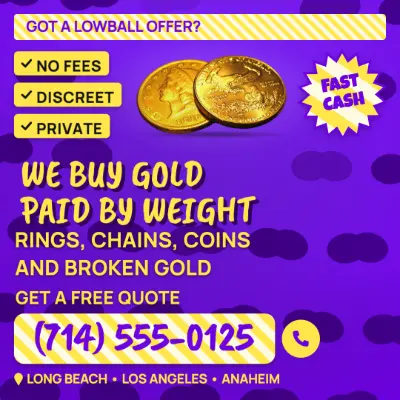 GOT A LOWBALL OFFER?
✓ NO FEES
✓ DISCREET
✓ PRIVATE
FAST
CASH
WE BUY GOLD
PAID BY WEIGHT
RINGS, CHAINS, COINS
AND BROKEN GOLD
GET A FREE QUOTE
(714) 555-0125
LONG BEACH • LOS ANGELES • ANAHEIM